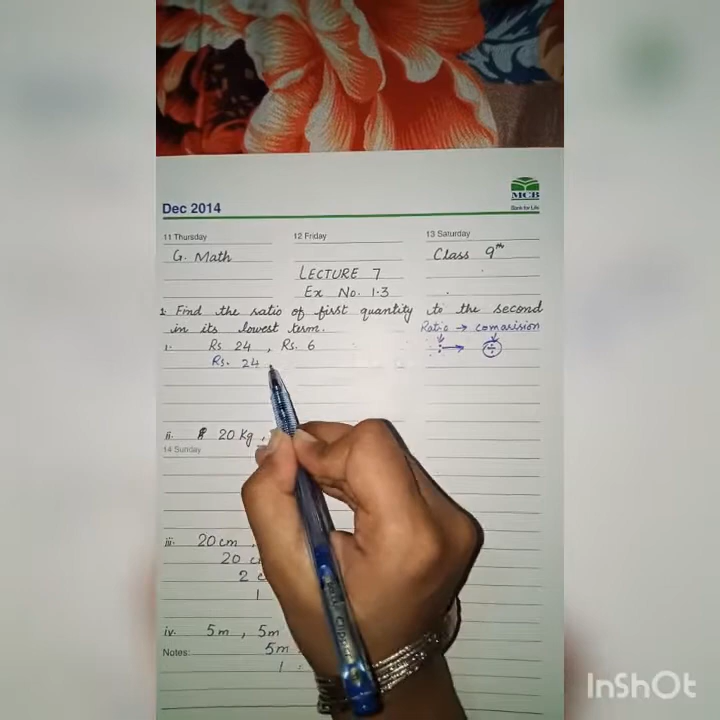 MCB
Bank for Life
Dec 2014
11 Thursday
12 Friday
13 Saturday
G. Math
Class 9th
LECTURE 7
Ex No. 1.3
1. Find the ratio of first quantity to the second
in its lowest term.
Ratio → comarision
: → ÷
i. Rs 24 , Rs. 6
Rs. 24 :
ii. 20 Kg ,
14 Sunday
iii. 20 cm ,
20 c
2 c
1
iv. 5m , 5m
Notes:
5m :
1 :
InShOt